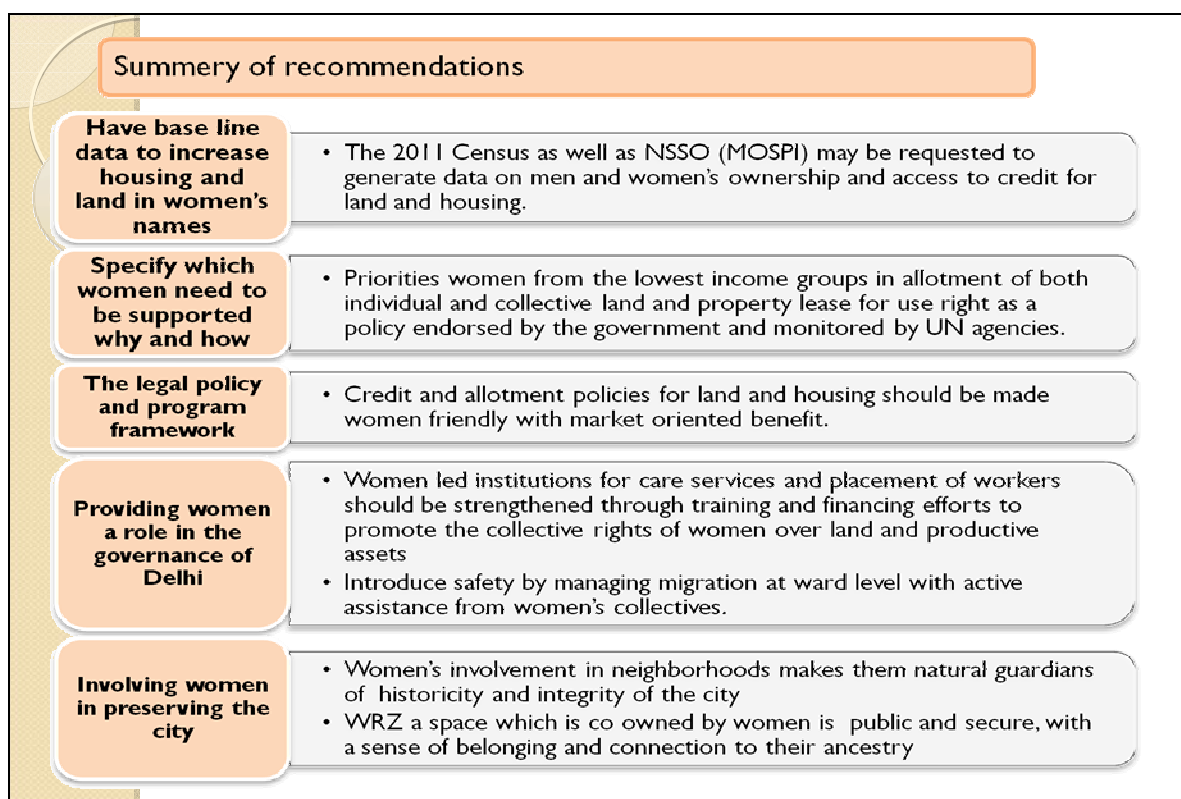 Summery of recommendations
Have base line
data to increase
housing and
land in women's
names
• The 2011 Census as well as NSSO (MOSPI) may be requested to
generate data on men and women's ownership and access to credit for
land and housing.
Specify which
women need to
be supported
why and how
• Priorities women from the lowest income groups in allotment of both
individual and collective land and property lease for use right as a
policy endorsed by the government and monitored by UN agencies.
The legal policy
and program
framework
• Credit and allotment policies for land and housing should be made
women friendly with market oriented benefit.
Providing women
a role in the
governance of
Delhi
• Women led institutions for care services and placement of workers
should be strengthened through training and financing efforts to
promote the collective rights of women over land and productive
assets
• Introduce safety by managing migration at ward level with active
assistance from women's collectives.
Involving women
in preserving the
city
• Women's involvement in neighborhoods makes them natural guardians
of historicity and integrity of the city
• WRZ a space which is co owned by women is public and secure, with
a sense of belonging and connection to their ancestry